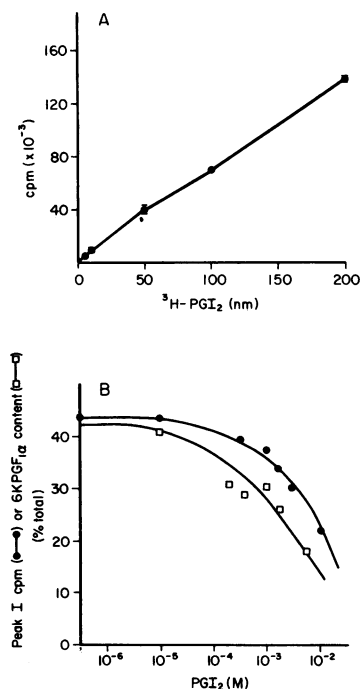 A
cpm (x10⁻³)
160
120
80
40
0
50
100
150
200
³H-PGI₂ (nm)
B
Peak I cpm (●—●) or 6KPGF₁α content (□—□)
(% total)
40
30
20
10
0
10⁻⁶
10⁻⁵
10⁻⁴
10⁻³
10⁻²
PGI₂(M)